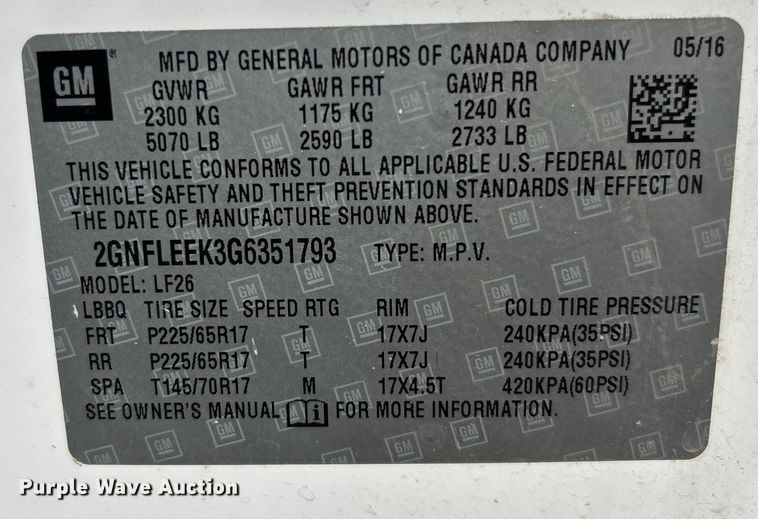 GM
MFD BY GENERAL MOTORS OF CANADA COMPANY 05/16
GVWR GAWR FRT GAWR RR
2300 KG 1175 KG 1240 KG
5070 LB 2590 LB 2733 LB
THIS VEHICLE CONFORMS TO ALL APPLICABLE U.S. FEDERAL MOTOR
VEHICLE SAFETY AND THEFT PREVENTION STANDARDS IN EFFECT ON
THE DATE OF MANUFACTURE SHOWN ABOVE.
2GNFLEEK3G6351793 TYPE: M.P.V.
MODEL: LF26
LBBQ TIRE SIZE SPEED RTG RIM COLD TIRE PRESSURE
FRT P225/65R17 T 17X7J 240KPA(35PSI)
RR P225/65R17 T 17X7J 240KPA(35PSI)
SPA T145/70R17 M 17X4.5T 420KPA(60PSI)
SEE OWNER'S MANUAL i FOR MORE INFORMATION.
Purple Wave Auction